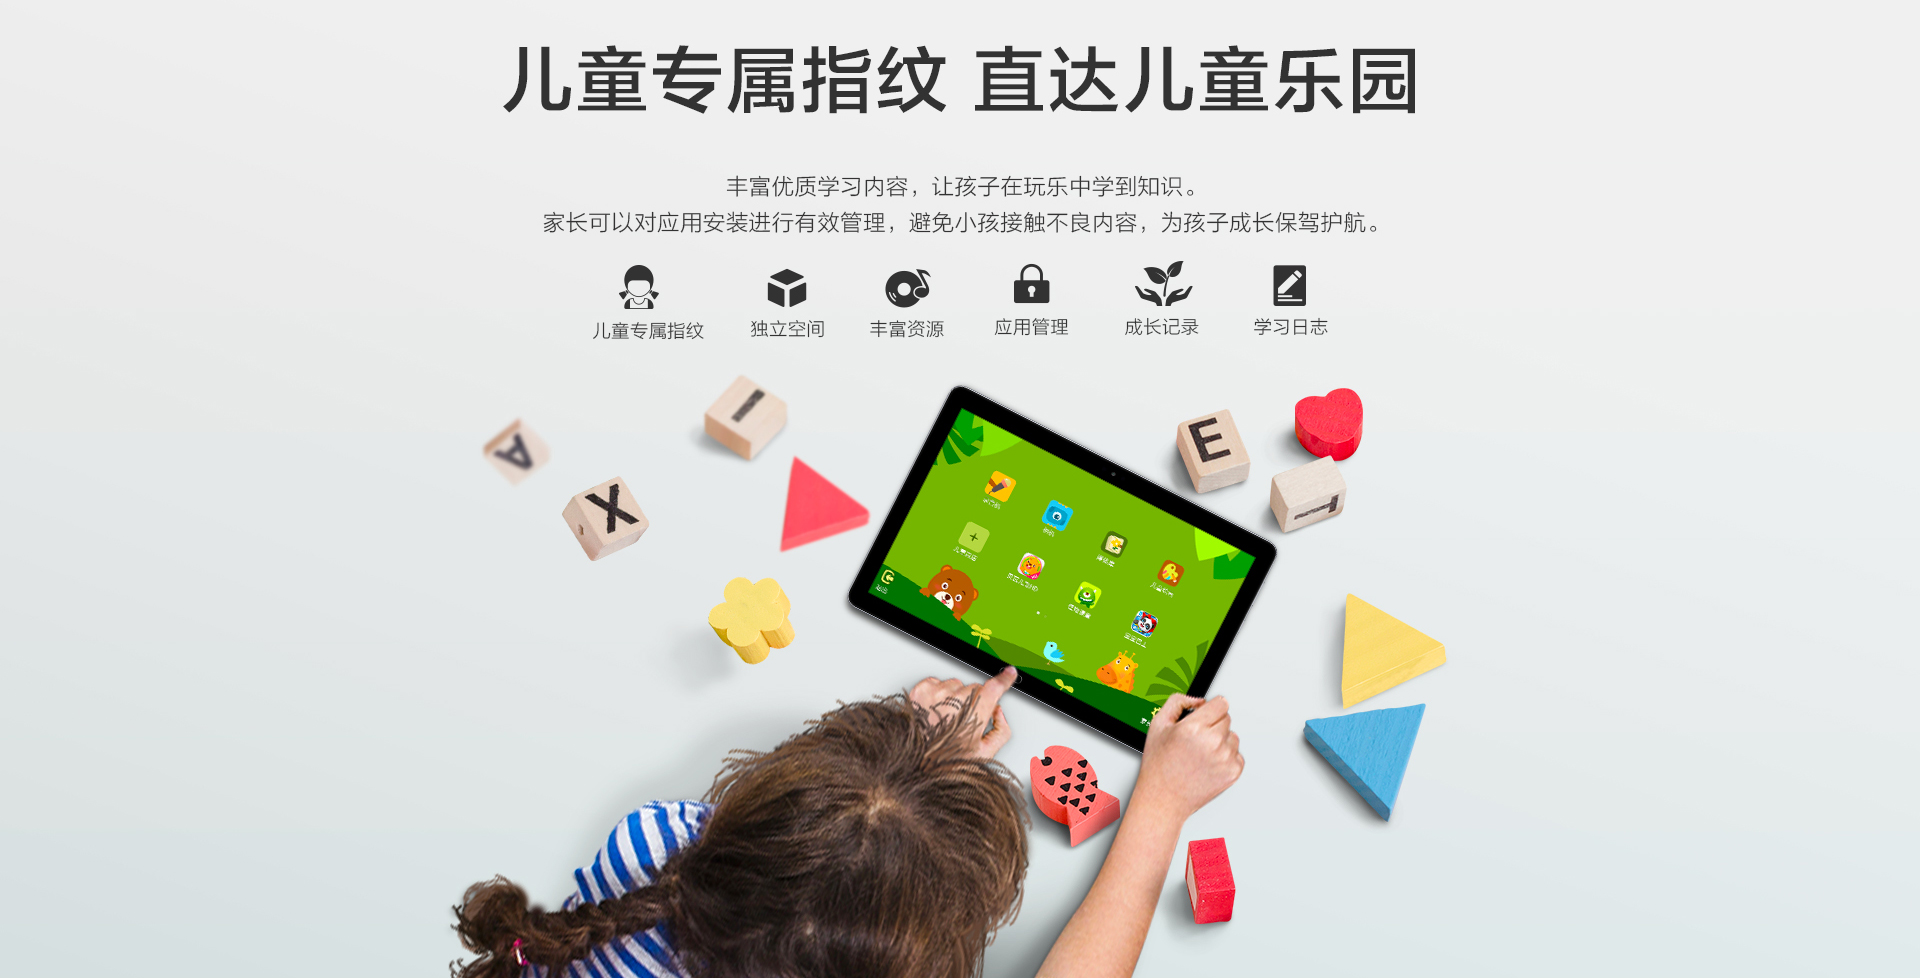 儿童专属指纹 直达儿童乐园
丰富优质学习内容，让孩子在玩乐中学到知识。
家长可以对应用安装进行有效管理，避免小孩接触不良内容，为孩子成长保驾护航。
儿童专属指纹
独立空间
丰富资源
应用管理
成长记录
学习日志
I
E
A
X